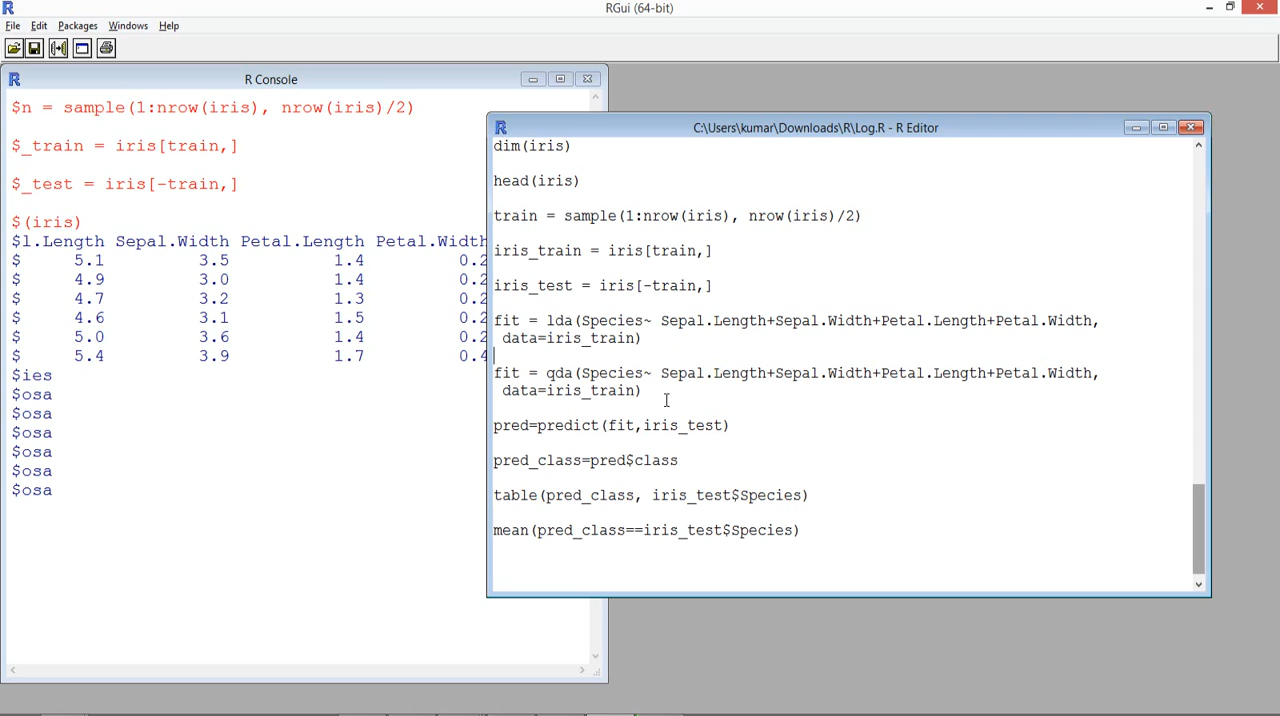 RGui (64-bit)
File Edit Packages Windows Help
R Console
$n = sample(1:nrow(iris), nrow(iris)/2)
$_train = iris[train,]
$_test = iris[-train,]
$(iris)
$l.Length Sepal.Width Petal.Length Petal.Width
$ 5.1 3.5 1.4 0.2
$ 4.9 3.0 1.4 0.2
$ 4.7 3.2 1.3 0.2
$ 4.6 3.1 1.5 0.2
$ 5.0 3.6 1.4 0.2
$ 5.4 3.9 1.7 0.4
$ies
$osa
$osa
$osa
$osa
$osa
$osa
C:\Users\kumar\Downloads\R\Log.R - R Editor
dim(iris)
head(iris)
train = sample(1:nrow(iris), nrow(iris)/2)
iris_train = iris[train,]
iris_test = iris[-train,]
fit = lda(Species~ Sepal.Length+Sepal.Width+Petal.Length+Petal.Width,
data=iris_train)
fit = qda(Species~ Sepal.Length+Sepal.Width+Petal.Length+Petal.Width,
data=iris_train)
pred=predict(fit,iris_test)
pred_class=pred$class
table(pred_class, iris_test$Species)
mean(pred_class==iris_test$Species)